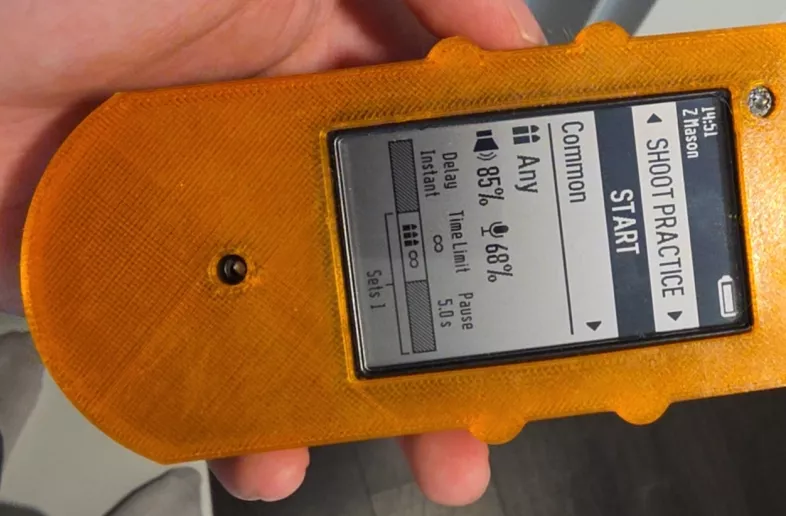 14:51
Z Mason
SHOOT PRACTICE
START
Common
Any
85% 68%
Delay Time Limit Pause
Instant ∞ 5.0 s
∞
Sets 1